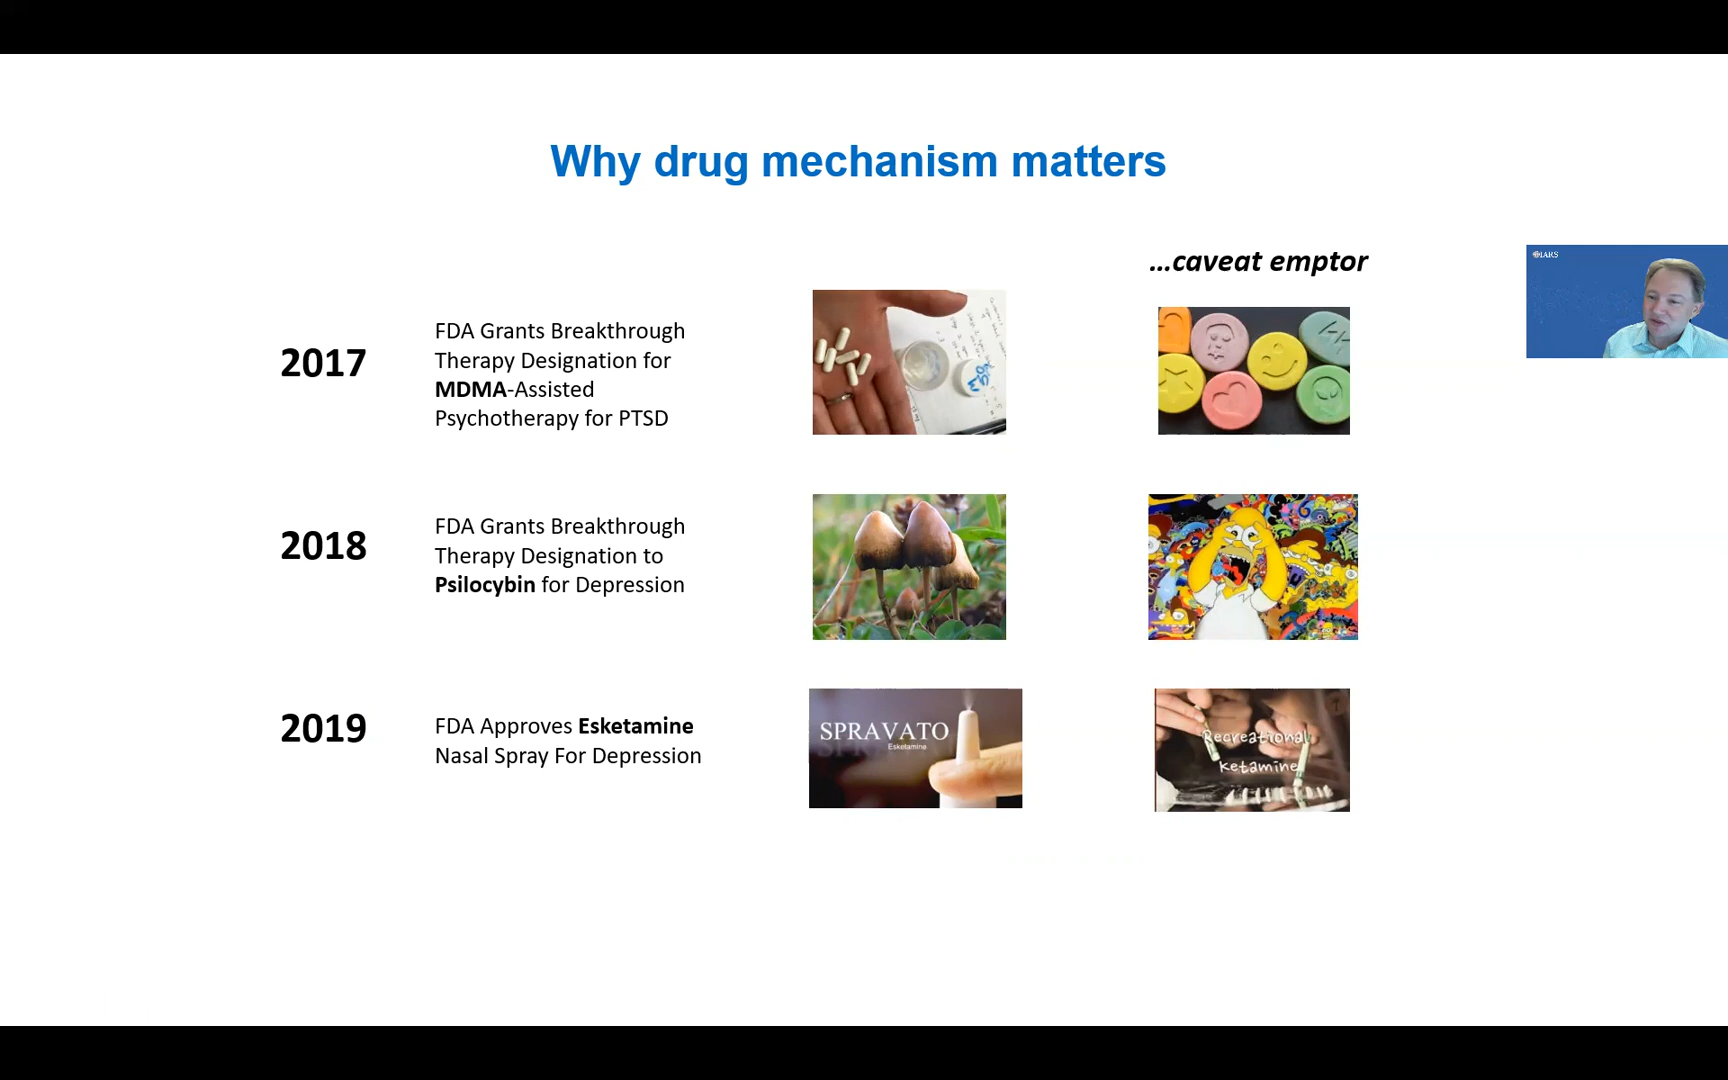 Why drug mechanism matters
...caveat emptor
IARS
2017
FDA Grants Breakthrough
Therapy Designation for
MDMA-Assisted
Psychotherapy for PTSD
2018
FDA Grants Breakthrough
Therapy Designation to
Psilocybin for Depression
2019
FDA Approves Esketamine
Nasal Spray For Depression
SPRAVATO
Esketamine
Recreational
Ketamine